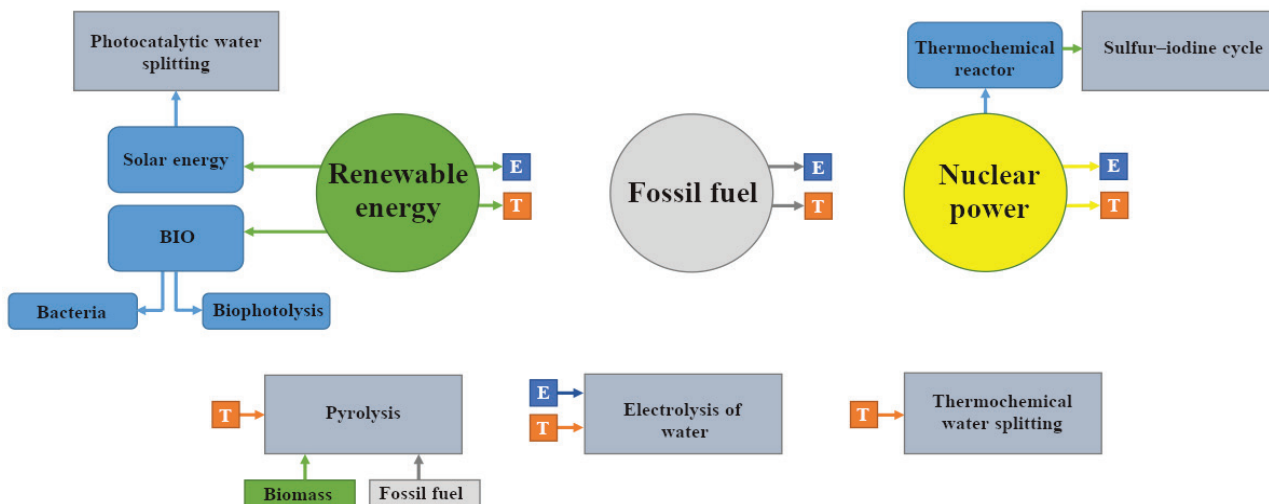 Photocatalytic water
splitting
Thermochemical
reactor
Sulfur–iodine cycle
Solar energy
Renewable
energy
E
T
Fossil fuel
E
T
Nuclear
power
E
T
BIO
Bacteria
Biophotolysis
T
Pyrolysis
E
T
Electrolysis of
water
T
Thermochemical
water splitting
Biomass
Fossil fuel